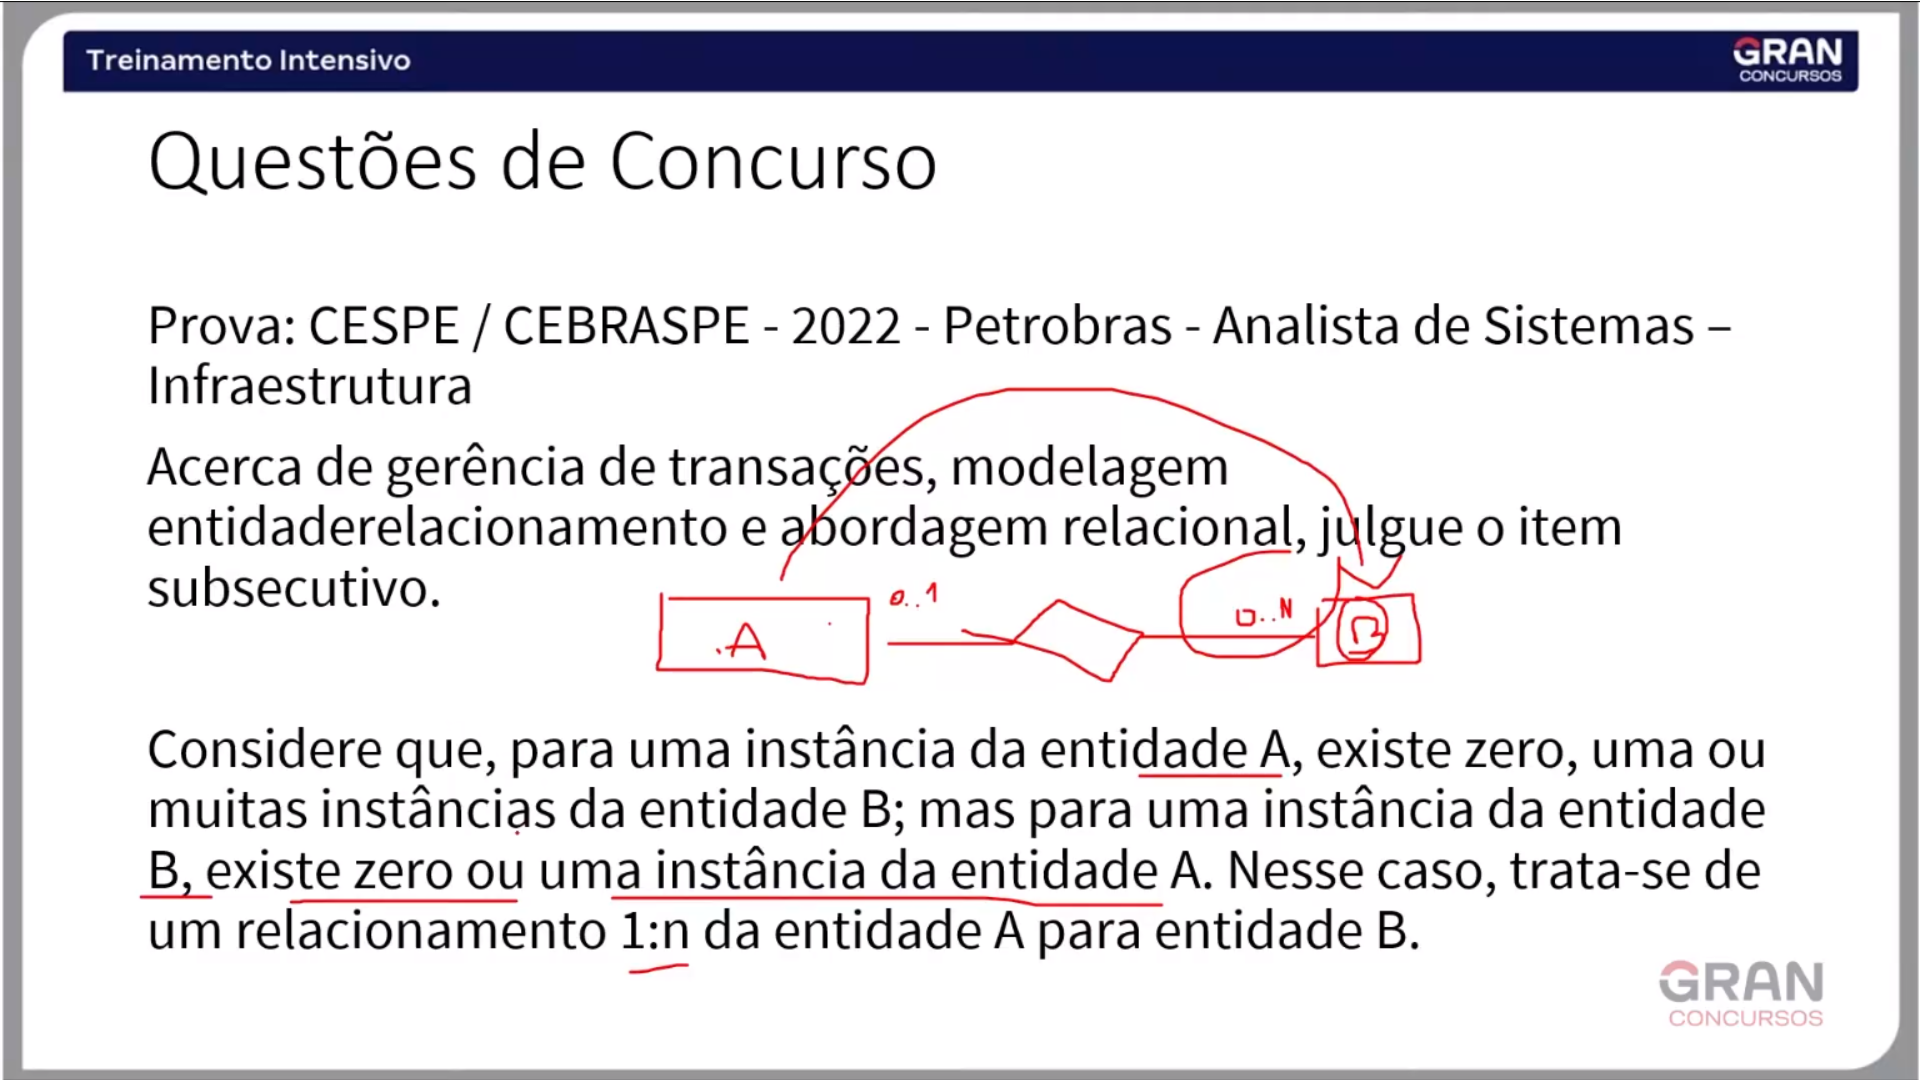 Treinamento Intensivo
GRAN
CONCURSOS
Questões de Concurso
Prova: CESPE / CEBRASPE - 2022 - Petrobras - Analista de Sistemas –
Infraestrutura
Acerca de gerência de transações, modelagem
entidaderelacionamento e abordagem relacional, julgue o item
subsecutivo.
A 0..1 0..N B
Considere que, para uma instância da entidade A, existe zero, uma ou
muitas instâncias da entidade B; mas para uma instância da entidade
B, existe zero ou uma instância da entidade A. Nesse caso, trata-se de
um relacionamento 1:n da entidade A para entidade B.
GRAN
CONCURSOS